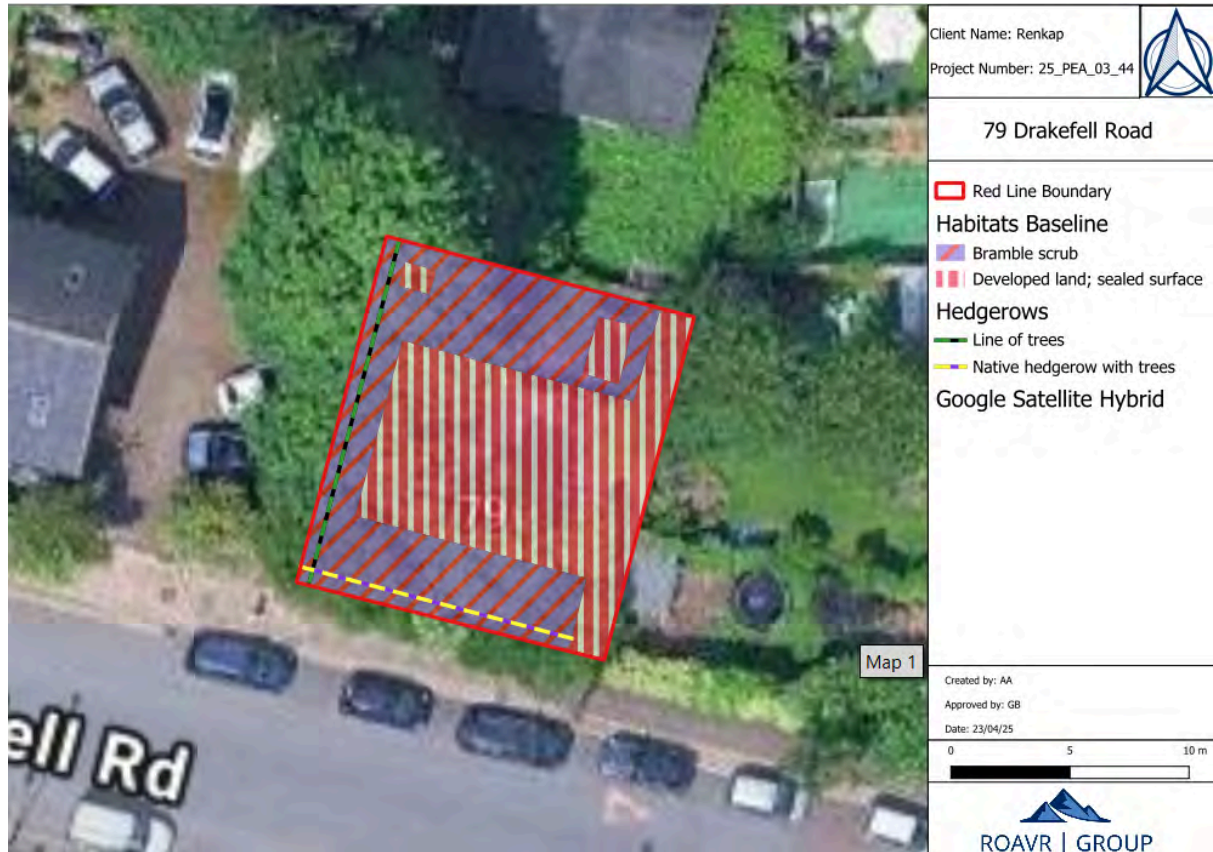 Client Name: Renkap
Project Number: 25_PEA_03_44
79 Drakefell Road
Red Line Boundary
Habitats Baseline
Bramble scrub
Developed land; sealed surface
Hedgerows
Line of trees
Native hedgerow with trees
Google Satellite Hybrid
79
Map 1
ell Rd
Created by: AA
Approved by: GB
Date: 23/04/25
0 5 10 m
ROAVR | GROUP